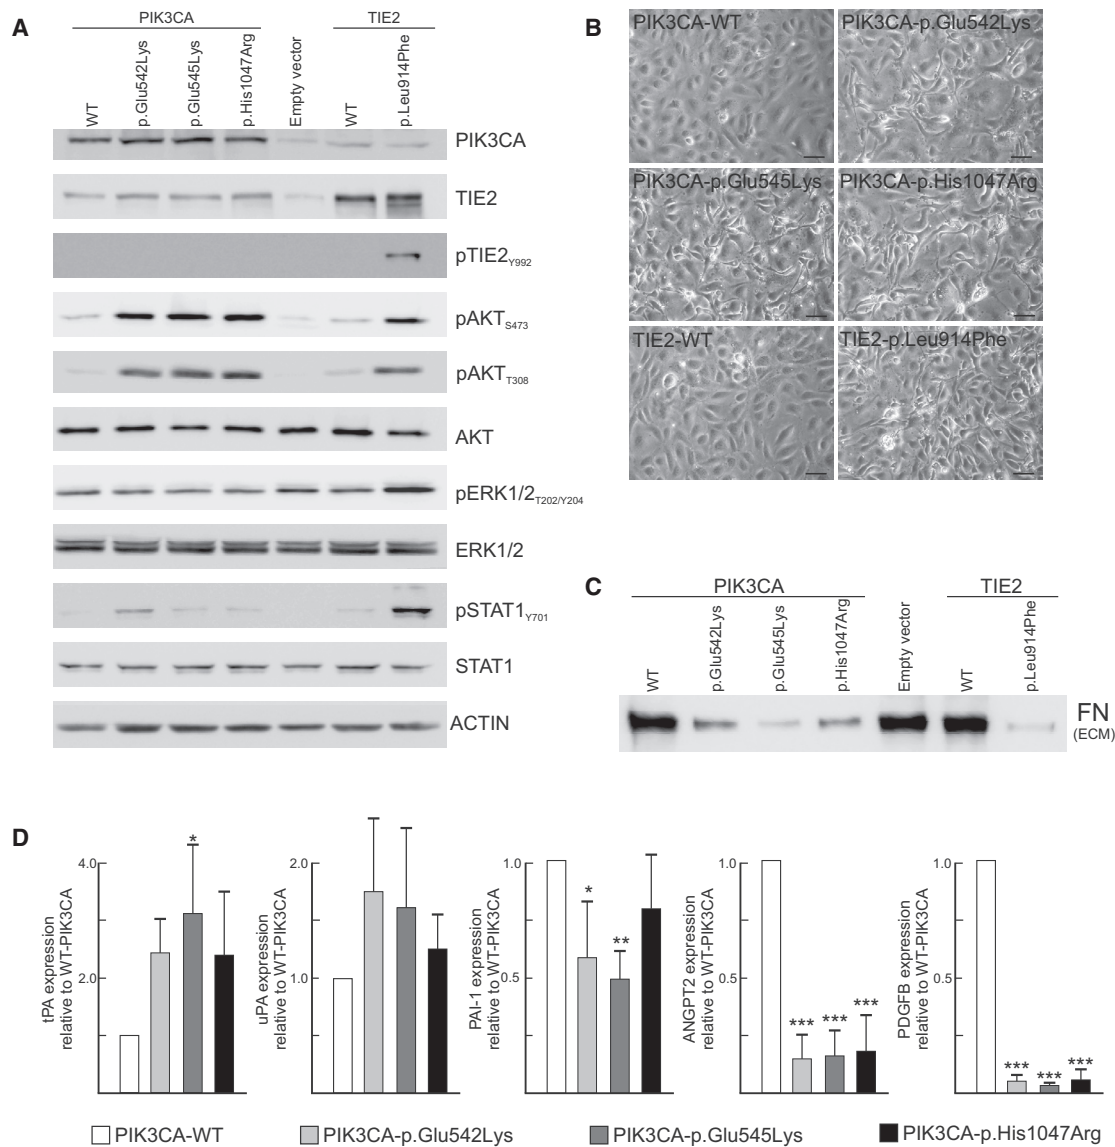 A
PIK3CA
TIE2
WT
p.Glu542Lys
p.Glu545Lys
p.His1047Arg
Empty vector
WT
p.Leu914Phe
PIK3CA
TIE2
pTIE2Y992
pAKTS473
pAKTT308
AKT
pERK1/2T202/Y204
ERK1/2
pSTAT1Y701
STAT1
ACTIN
B
PIK3CA-WT
PIK3CA-p.Glu542Lys
PIK3CA-p.Glu545Lys
PIK3CA-p.His1047Arg
TIE2-WT
TIE2-p.Leu914Phe
C
PIK3CA
TIE2
WT
p.Glu542Lys
p.Glu545Lys
p.His1047Arg
Empty vector
WT
p.Leu914Phe
FN
(ECM)
D
tPA expression
relative to WT-PIK3CA
4.0
2.0
*
uPA expression
relative to WT-PIK3CA
2.0
1.0
PAI-1 expression
relative to WT-PIK3CA
1.0
0.5
*
**
ANGPT2 expression
relative to WT-PIK3CA
1.0
0.5
***
***
***
PDGFB expression
relative to WT-PIK3CA
1.0
0.5
***
***
***
PIK3CA-WT
PIK3CA-p.Glu542Lys
PIK3CA-p.Glu545Lys
PIK3CA-p.His1047Arg